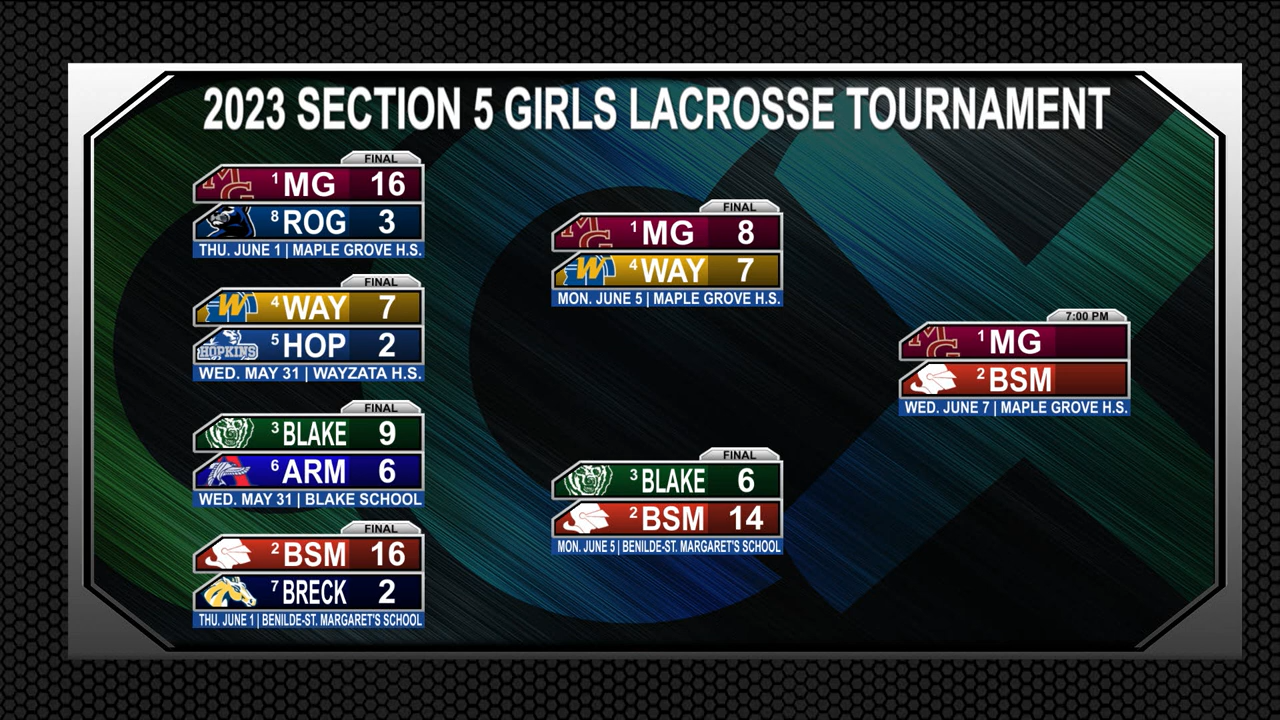 2023 SECTION 5 GIRLS LACROSSE TOURNAMENT
FINAL
MG 1 MG 16
8 ROG 3
THU. JUNE 1 | MAPLE GROVE H.S.
FINAL
W 4 WAY 7
HOPKINS 5 HOP 2
WED. MAY 31 | WAYZATA H.S.
FINAL
3 BLAKE 9
A 6 ARM 6
WED. MAY 31 | BLAKE SCHOOL
FINAL
2 BSM 16
7 BRECK 2
THU. JUNE 1 | BENILDE-ST. MARGARET'S SCHOOL
FINAL
MG 1 MG 8
W 4 WAY 7
MON. JUNE 5 | MAPLE GROVE H.S.
FINAL
3 BLAKE 6
2 BSM 14
MON. JUNE 5 | BENILDE-ST. MARGARET'S SCHOOL
7:00 PM
MG 1 MG
2 BSM
WED. JUNE 7 | MAPLE GROVE H.S.